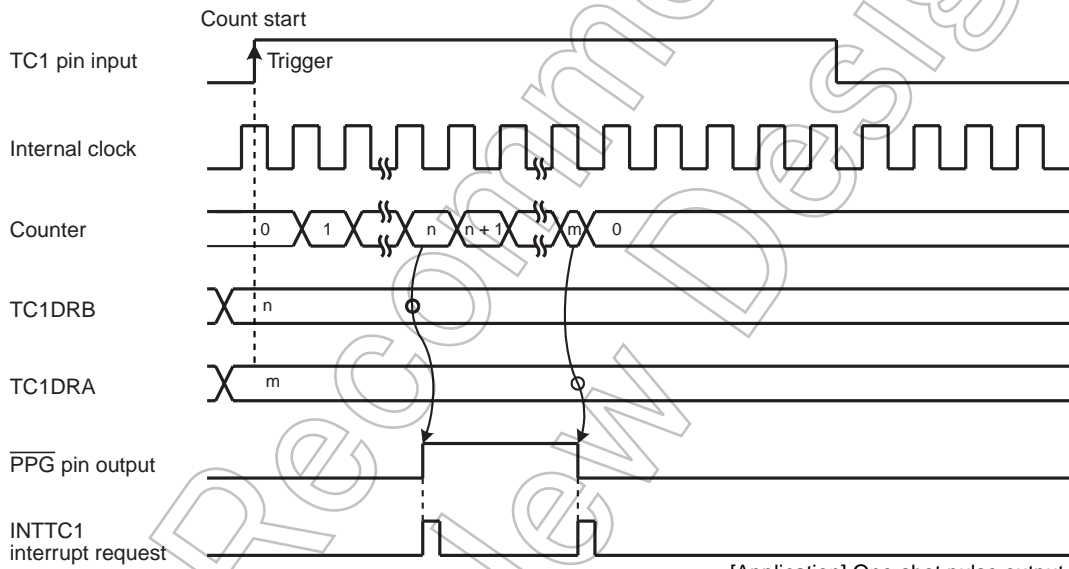 Count start
TC1 pin input
Trigger
Internal clock
Counter
0 1 n n + 1 m 0
TC1DRB
n
TC1DRA
m
PPG pin output
INTTC1
interrupt request
[Application] One-shot pulse output